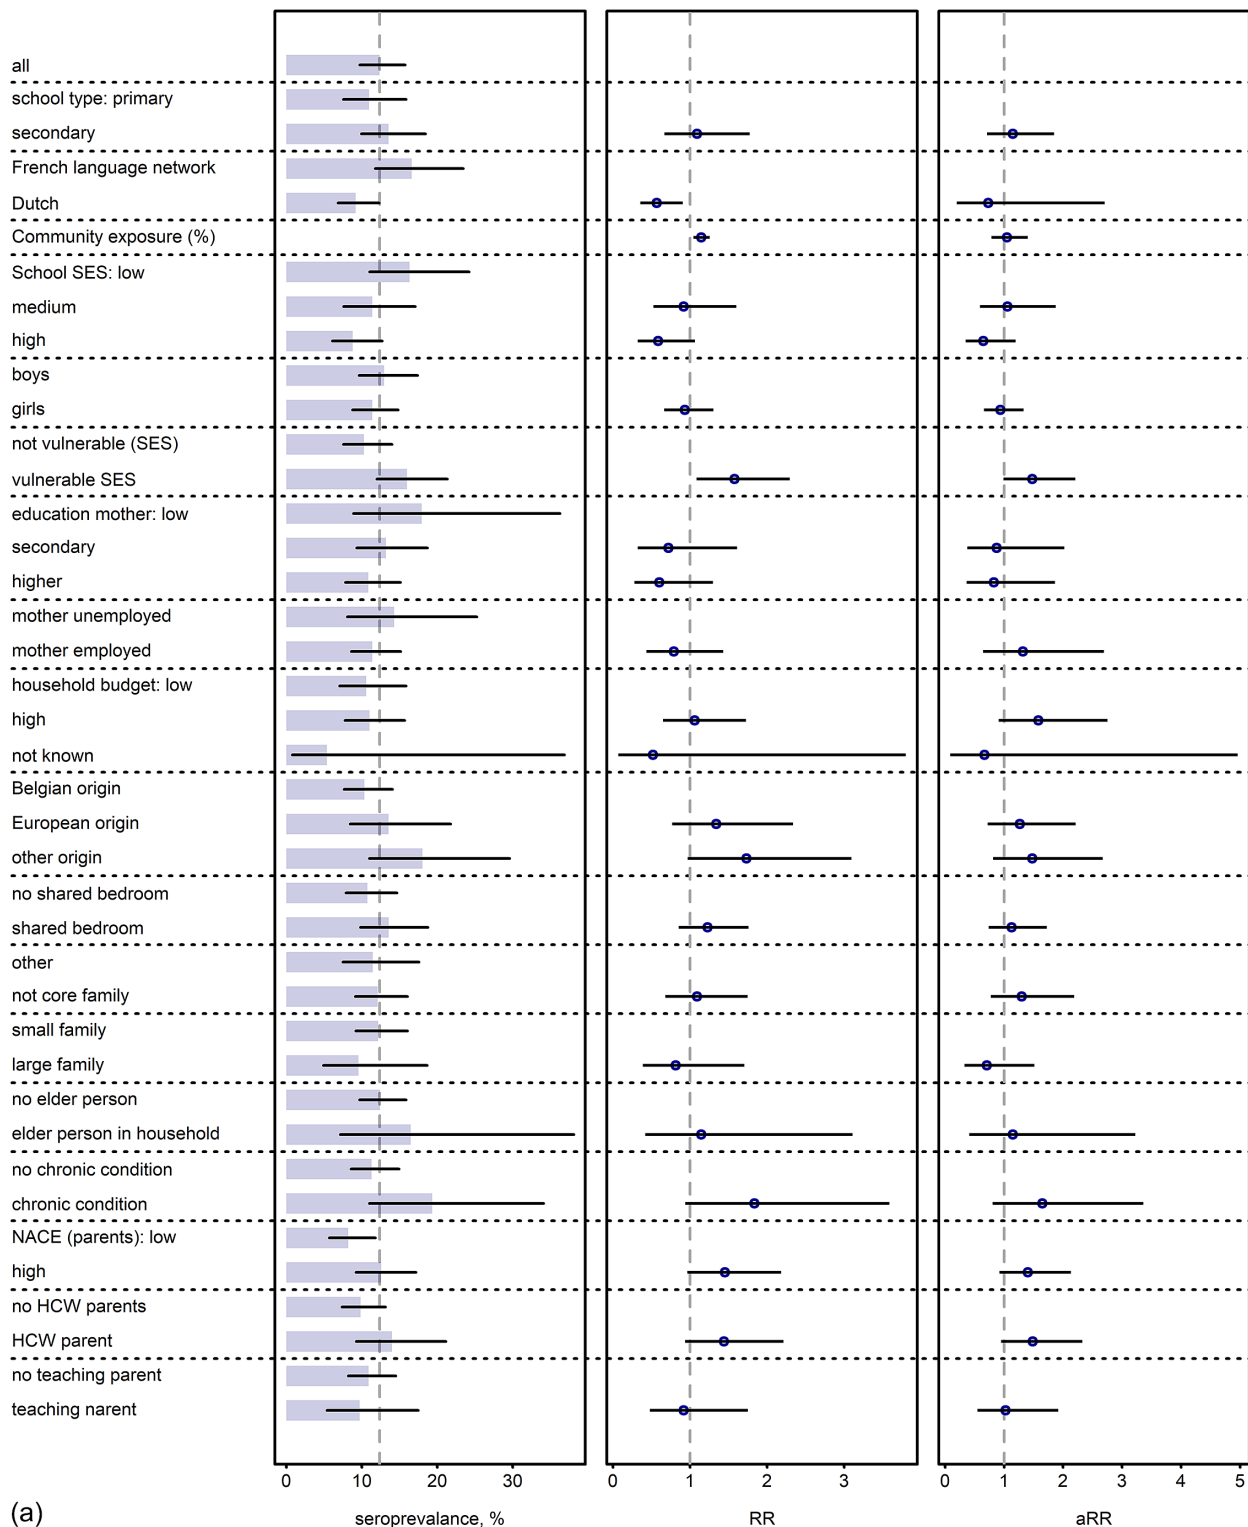 all
school type: primary
secondary
French language network
Dutch
Community exposure (%)
School SES: low
medium
high
boys
girls
not vulnerable (SES)
vulnerable SES
education mother: low
secondary
higher
mother unemployed
mother employed
household budget: low
high
not known
Belgian origin
European origin
other origin
no shared bedroom
shared bedroom
other
not core family
small family
large family
no elder person
elder person in household
no chronic condition
chronic condition
NACE (parents): low
high
no HCW parents
HCW parent
no teaching parent
teaching narent
0 10 20 30 0 1 2 3 0 1 2 3 4 5
(a) seroprevalance, % RR aRR